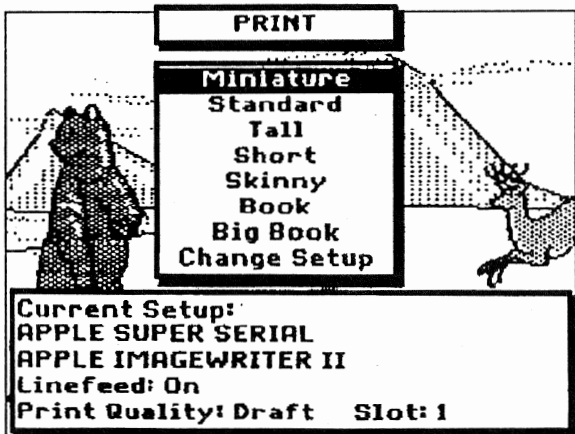 PRINT
Miniature
Standard
Tall
Short
Skinny
Book
Big Book
Change Setup
Current Setup:
APPLE SUPER SERIAL
APPLE IMAGEWRITER II
Linefeed: On
Print Quality: Draft Slot: 1